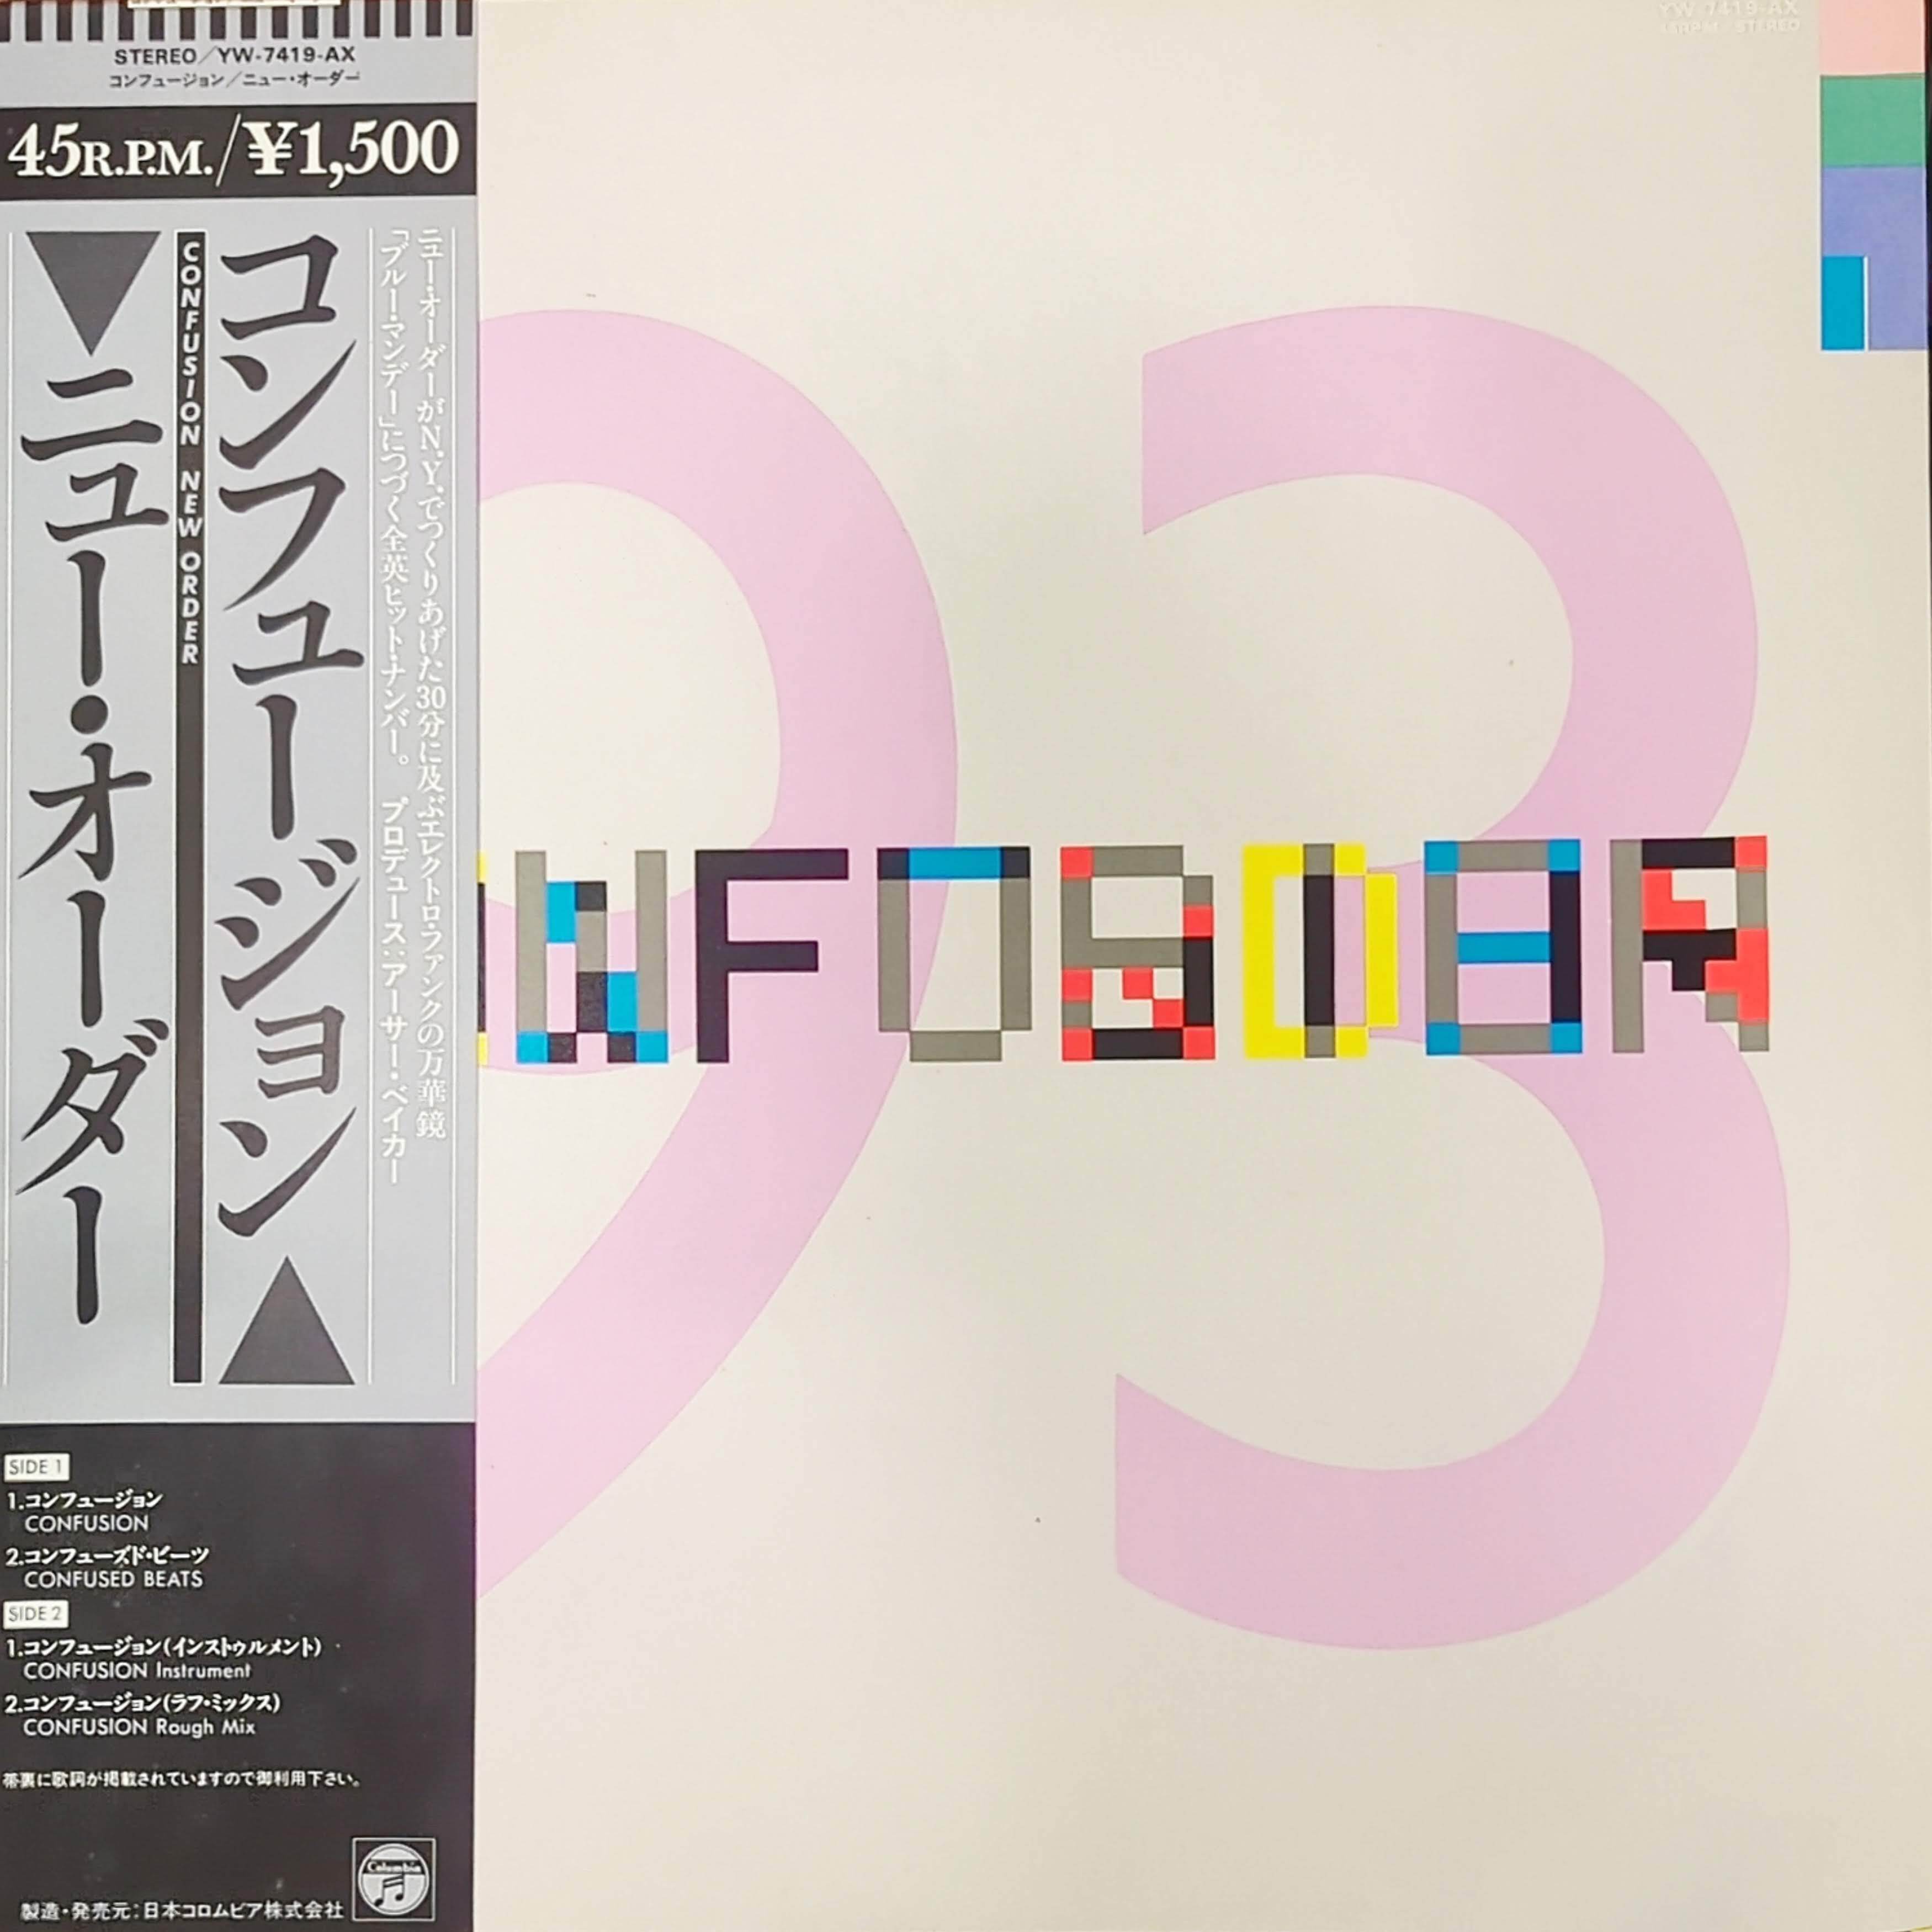 STEREO／YW-7419-AX
コンフュージョン／ニュー・オーダー
45R.P.M./¥1,500
ニュー・オーダーがN.Y.でつくりあげた30分に及ぶエレクトロ・ファンクの万華鏡
「ブルー・マンデー」につづく全英ヒット・ナンバー。 プロデュース:アーサー・ベイカー
コンフュージョン
CONFUSION NEW ORDER
ニュー・オーダー
SIDE 1
1.コンフュージョン
CONFUSION
2.コンフューズド・ビーツ
CONFUSED BEATS
SIDE 2
1.コンフュージョン(インストゥルメント)
CONFUSION Instrument
2.コンフュージョン(ラフ・ミックス)
CONFUSION Rough Mix
帯裏に歌詞が掲載されていますので御利用下さい。
Columbia
製造・発売元:日本コロムビア株式会社
YW-7419-AX
45RPM STEREO
93